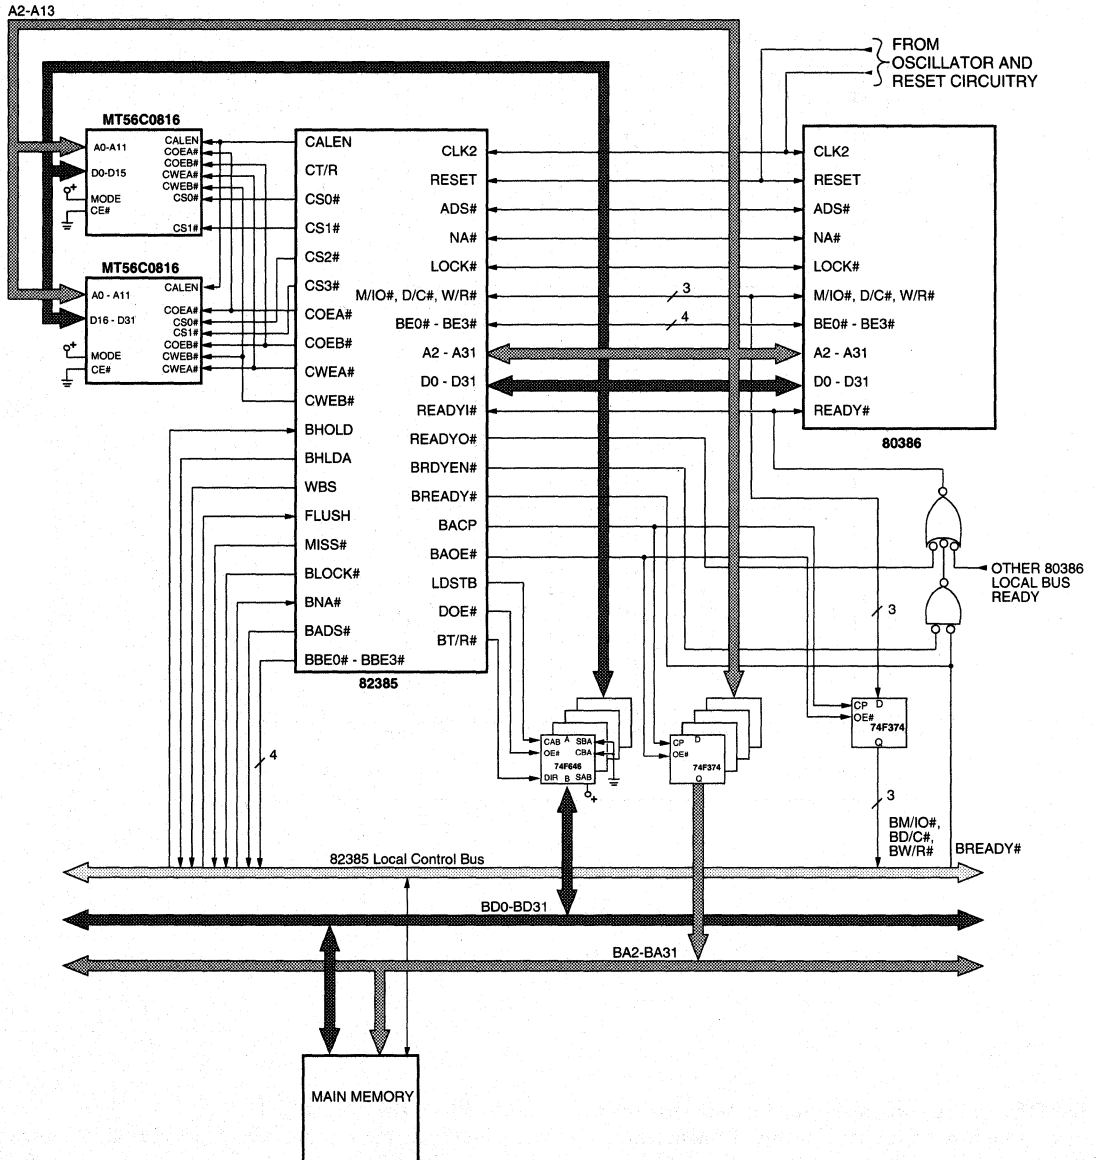 A2-A13
FROM
OSCILLATOR AND
RESET CIRCUITRY
MT56C0816
A0-A11
D0-D15
MODE
CE#
CALEN
COEA#
COEB#
CWEA#
CWEB#
CS0#
CS1#
MT56C0816
A0 - A11
D16 - D31
MODE
CE#
CALEN
COEA#
CS0#
CS1#
COEB#
CWEB#
CWEA#
CALEN
CT/R
CS0#
CS1#
CS2#
CS3#
COEA#
COEB#
CWEA#
CWEB#
BHOLD
BHLDA
WBS
FLUSH
MISS#
BLOCK#
BNA#
BADS#
BBE0# - BBE3#
CLK2
RESET
ADS#
NA#
LOCK#
M/IO#, D/C#, W/R#
BE0# - BE3#
A2 - A31
D0 - D31
READYI#
READYO#
BRDYEN#
BREADY#
BACP
BAOE#
LDSTB
DOE#
BT/R#
82385
3
4
CLK2
RESET
ADS#
NA#
LOCK#
M/IO#, D/C#, W/R#
BE0# - BE3#
A2 - A31
D0 - D31
READY#
80386
OTHER 80386
LOCAL BUS
READY
3
4
CAB A SBA
OE# CBA
74F646
DIR B SAB
CP D
OE#
74F374
Q
CP D
OE#
74F374
Q
3
BM/IO#,
BD/C#,
BW/R#
BREADY#
82385 Local Control Bus
BD0-BD31
BA2-BA31
MAIN MEMORY